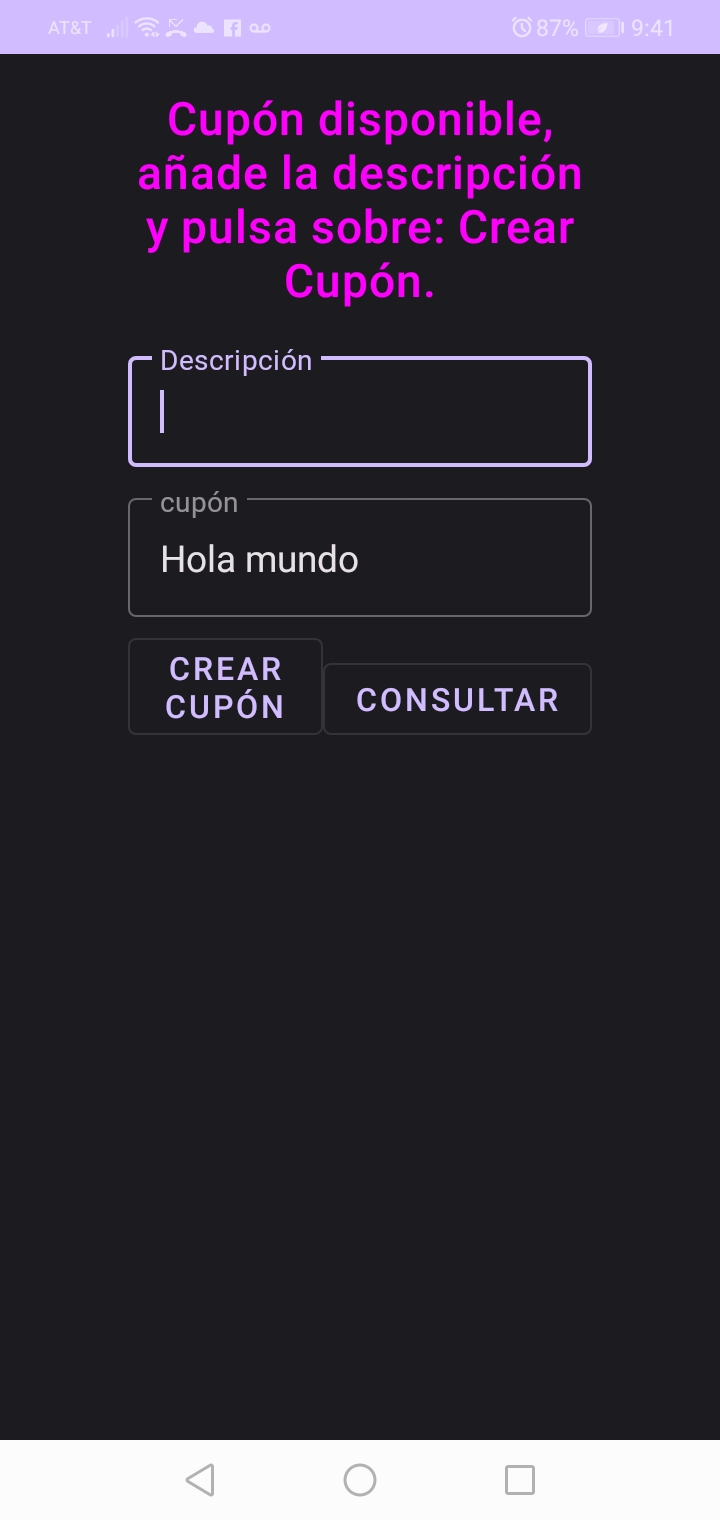 AT&T 87% 9:41
Cupón disponible,
añade la descripción
y pulsa sobre: Crear
Cupón.
Descripción
cupón
Hola mundo
CREAR
CUPÓN
CONSULTAR